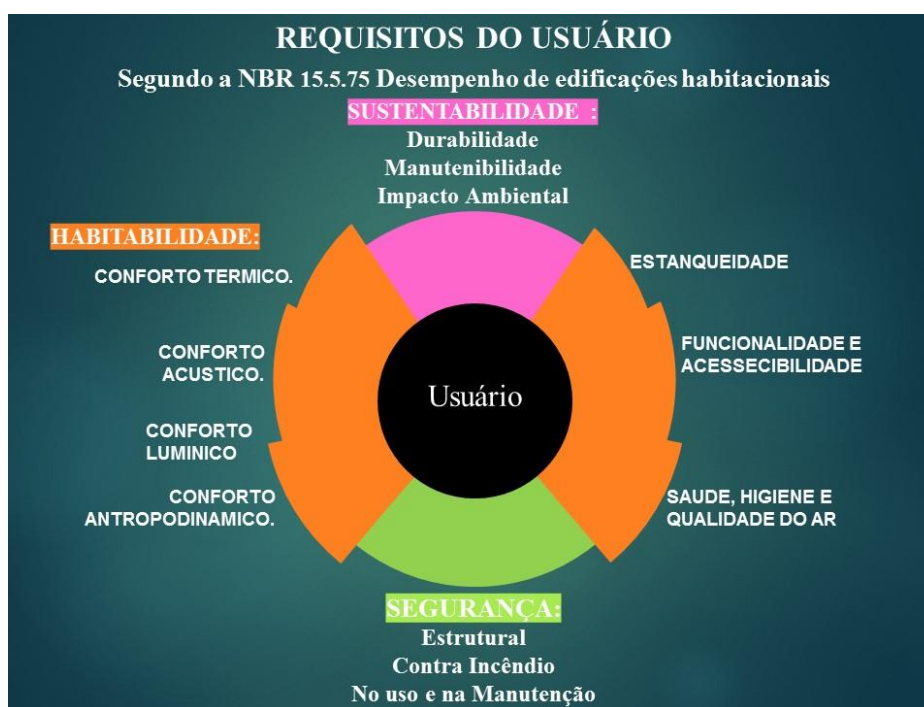 REQUISITOS DO USUÁRIO
Segundo a NBR 15.5.75 Desempenho de edificações habitacionais
SUSTENTABILIDADE :
Durabilidade
Manutenibilidade
Impacto Ambiental
HABITABILIDADE:
CONFORTO TERMICO.
CONFORTO
ACUSTICO.
CONFORTO
LUMINICO
CONFORTO
ANTROPODINAMICO.
Usuário
ESTANQUEIDADE
FUNCIONALIDADE E
ACESSECIBILIDADE
SAUDE, HIGIENE E
QUALIDADE DO AR
SEGURANÇA:
Estrutural
Contra Incêndio
No uso e na Manutenção